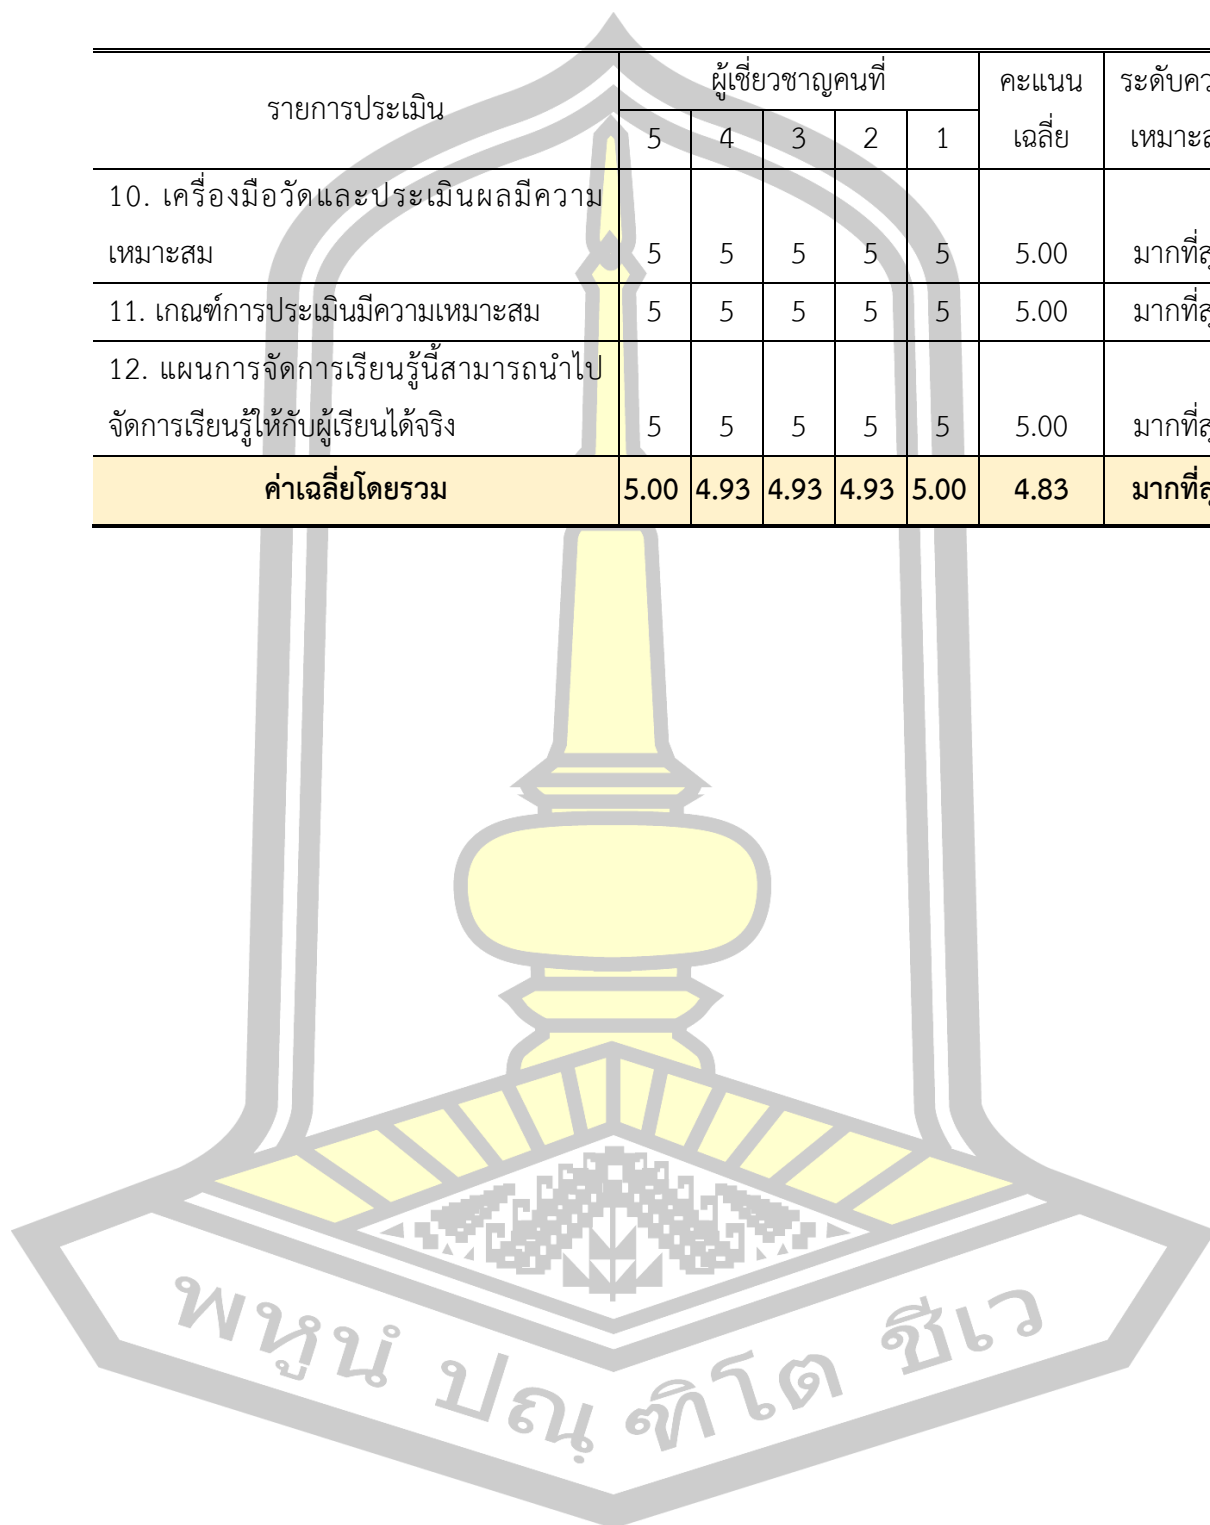 รายการประเมิน ผู้เชี่ยวชาญคนที่ คะแนน
5 4 3 2 1 เฉลี่ย
10. เครื่องมือวัดและประเมินผลมีความ
เหมาะสม 5 5 5 5 5 5.00
11. เกณฑ์การประเมินมีความเหมาะสม 5 5 5 5 5 5.00
12. แผนการจัดการเรียนรู้นี้สามารถนำไป
จัดการเรียนรู้ให้กับผู้เรียนได้จริง 5 5 5 5 5 5.00
ค่าเฉลี่ยโดยรวม 5.00 4.93 4.93 4.93 5.00 4.83
พหูนํ ปณฺฑิโต ชีเว